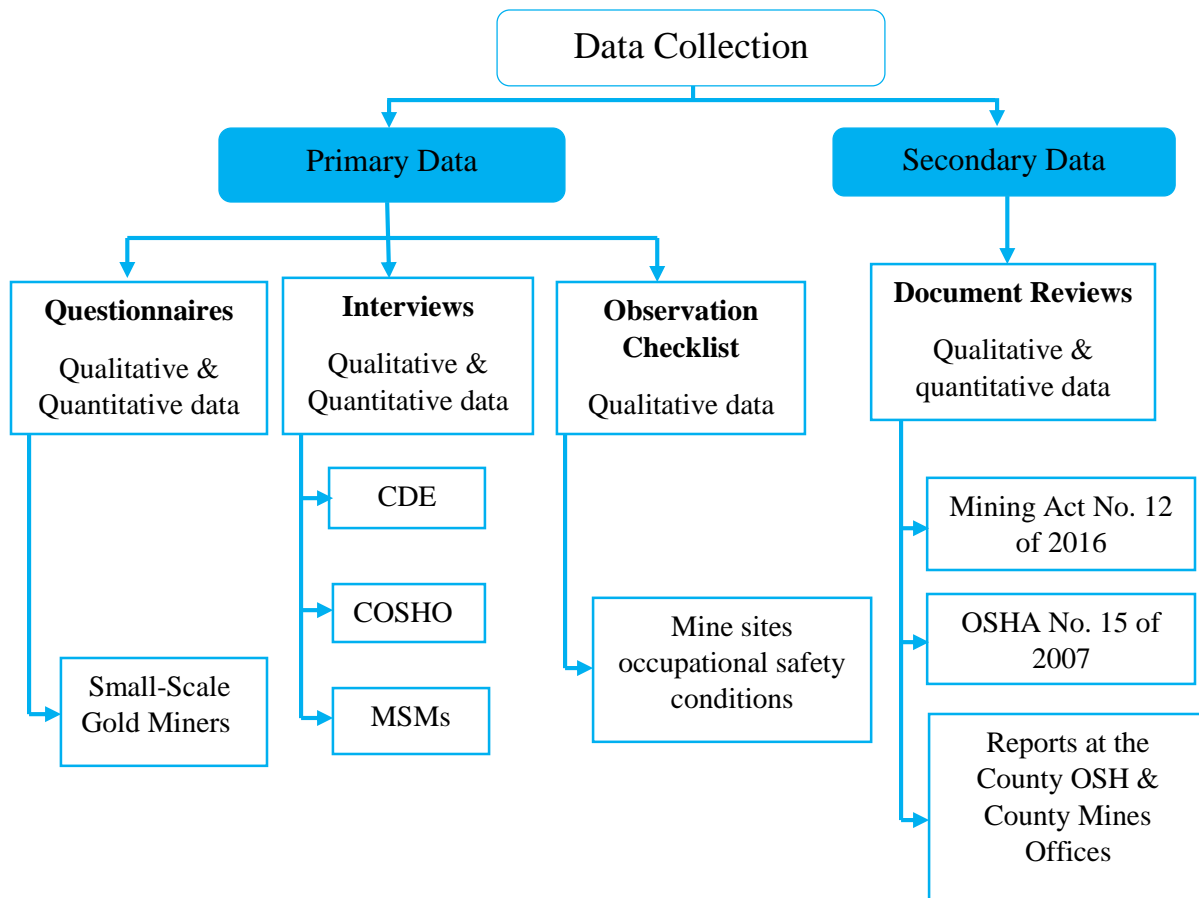 Data Collection
Primary Data
Secondary Data
Questionnaires
Qualitative &
Quantitative data
Interviews
Qualitative &
Quantitative data
Observation
Checklist
Qualitative data
Document Reviews
Qualitative &
quantitative data
Small-Scale
Gold Miners
CDE
COSHO
MSMs
Mine sites
occupational safety
conditions
Mining Act No. 12
of 2016
OSHA No. 15 of
2007
Reports at the
County OSH &
County Mines
Offices